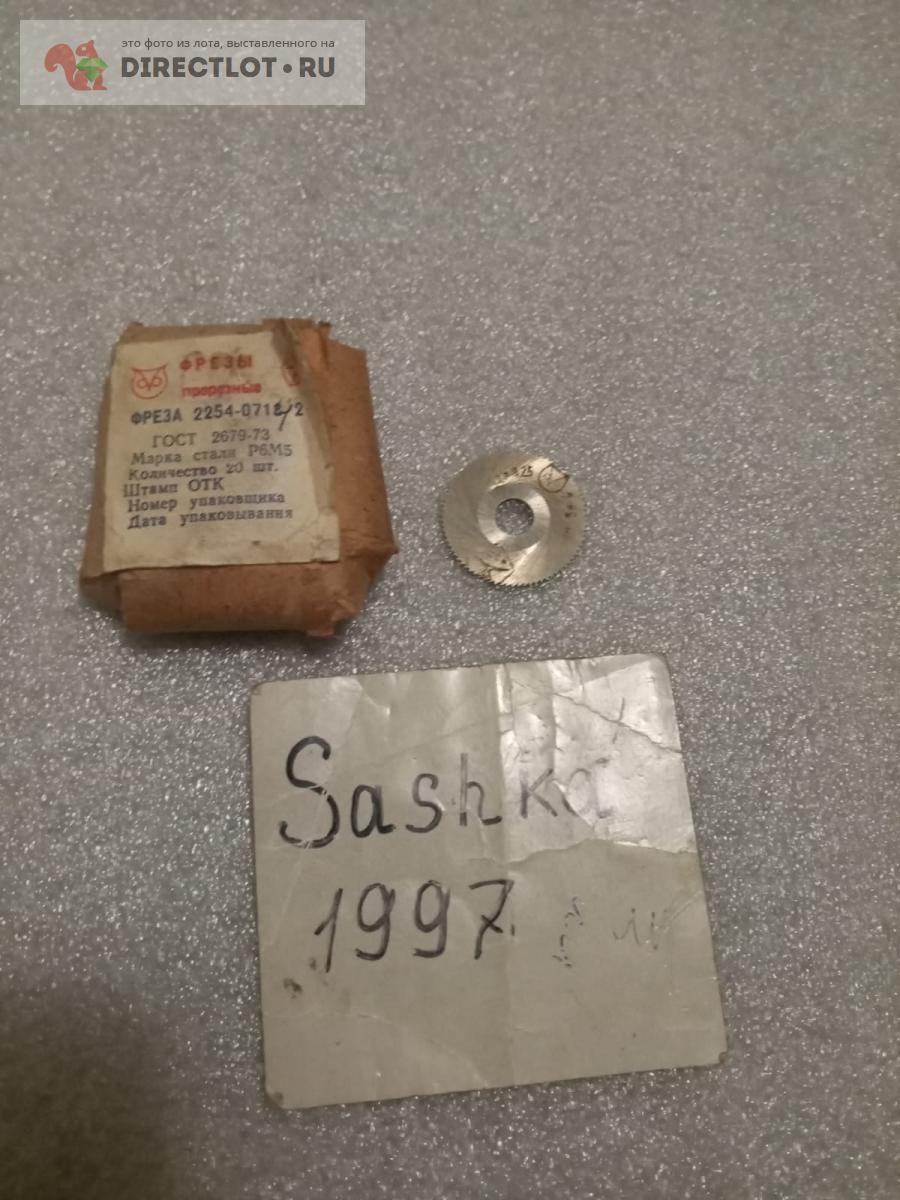 это фото из лота, выставленного на
DIRECTLOT•RU
ФРЕЗЫ
прорезные
ФРЕЗА 2254-0718/2
ГОСТ 2679-73
Марка стали Р6М5
Количество 20 шт.
Штамп ОТК
Номер упаковщика
Дата упаковывания
Sashka
1997